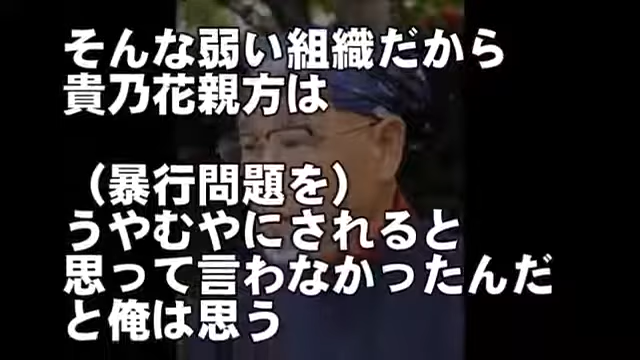 そんな弱い組織だから
貴乃花親方は
（暴行問題を）
うやむやにされると
思って言わなかったんだ
と俺は思う